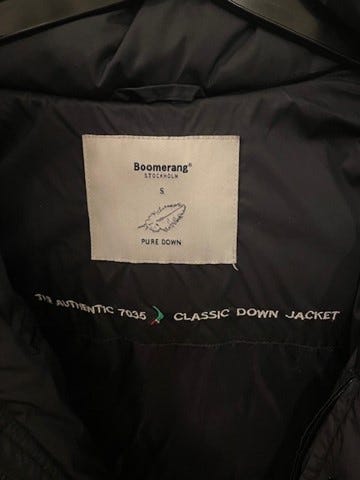 Boomerang®
STOCKHOLM
S
PURE DOWN
THE AUTHENTIC 7035 CLASSIC DOWN JACKET